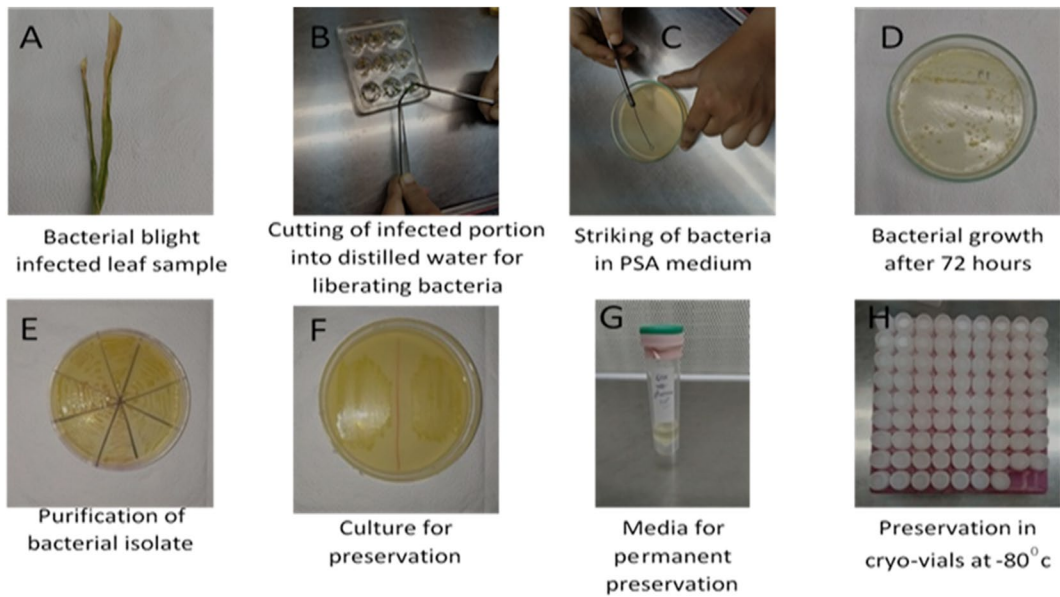 A
B
C
D
Bacterial blight
infected leaf sample
Cutting of infected portion
into distilled water for
liberating bacteria
Striking of bacteria
in PSA medium
Bacterial growth
after 72 hours
E
F
G
H
Purification of
bacterial isolate
Culture for
preservation
Media for
permanent
preservation
Preservation in
cryo-vials at -80⁰c